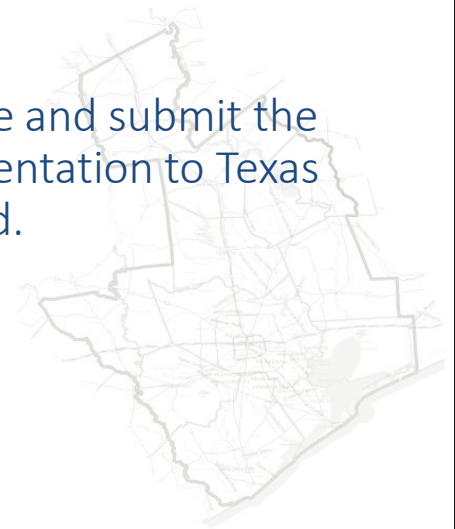 e and submit the
entation to Texas
d.